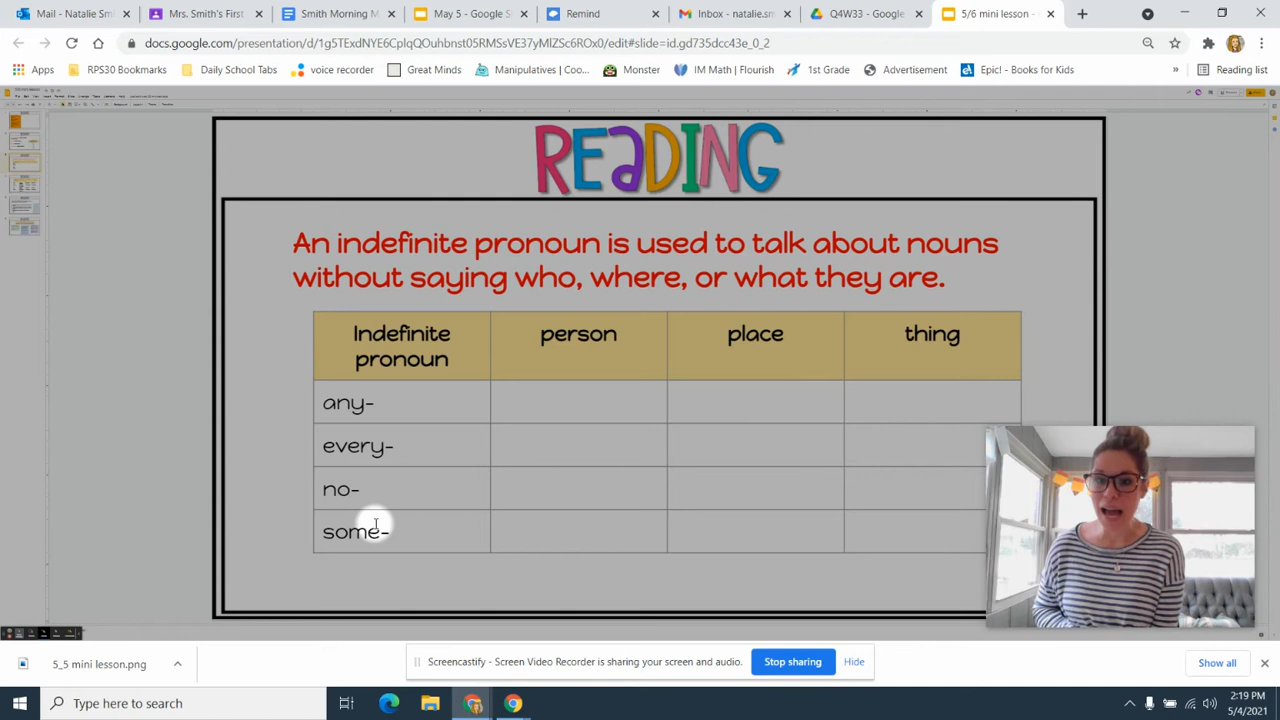 Mail - Natalie Smi
Mrs. Smith's First
Smith Morning M
May 5 - Google S
Remind
Inbox - natalie.sm
Q4W33 - Google
5/6 mini lesson -
docs.google.com/presentation/d/1g5TExdNYE6CplqQOuhbnst05RMSsVE37yMlZSc6ROx0/edit#slide=id.gd735dcc43e_0_2
Apps
RPS30 Bookmarks
Daily School Tabs
voice recorder
Great Minds
Manipulatives | Coo...
Monster
IM Math | Flourish
1st Grade
Advertisement
Epic! - Books for Kids
»
Reading list
READING
An indefinite pronoun is used to talk about nouns
without saying who, where, or what they are.
Indefinite
pronoun
person
place
thing
any-
every-
no-
some-
5_5 mini lesson.png
Screencastify - Screen Video Recorder is sharing your screen and audio.
Stop sharing
Hide
Show all
Type here to search
2:19 PM
5/4/2021